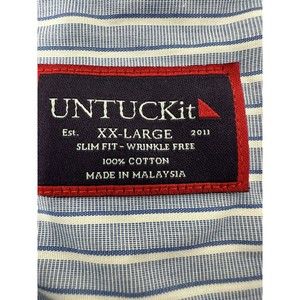 UNTUCKit
Est. XX-LARGE 2011
SLIM FIT - WRINKLE FREE
100% COTTON
MADE IN MALAYSIA